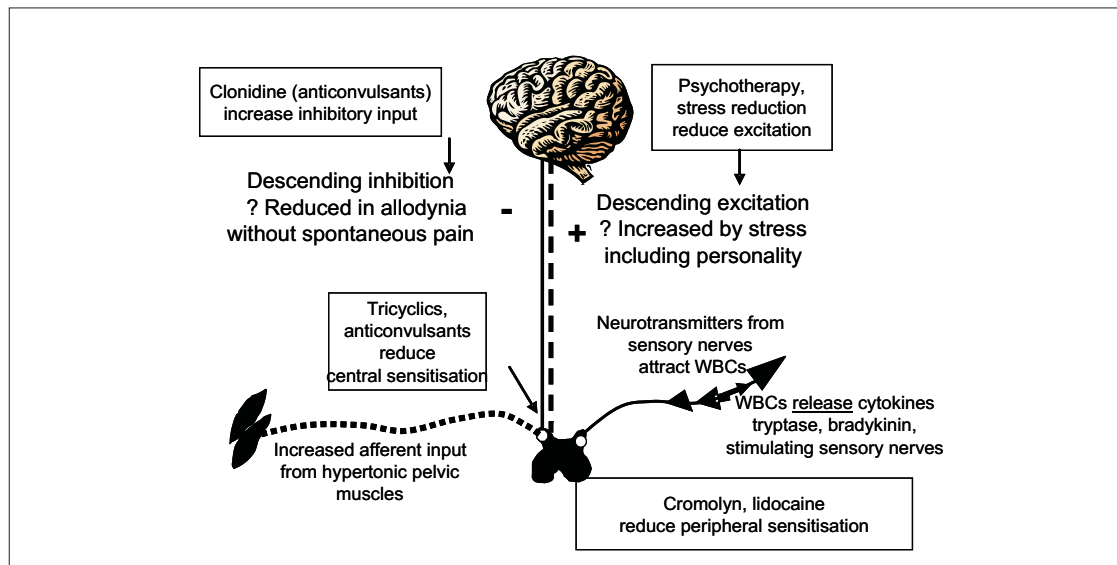 Clonidine (anticonvulsants)
increase inhibitory input
Psychotherapy,
stress reduction
reduce excitation
Descending inhibition
? Reduced in allodynia
without spontaneous pain
-
+
Descending excitation
? Increased by stress
including personality
Tricyclics,
anticonvulsants
reduce
central sensitisation
Neurotransmitters from
sensory nerves
attract WBCs
WBCs release cytokines
tryptase, bradykinin,
stimulating sensory nerves
Increased afferent input
from hypertonic pelvic
muscles
Cromolyn, lidocaine
reduce peripheral sensitisation